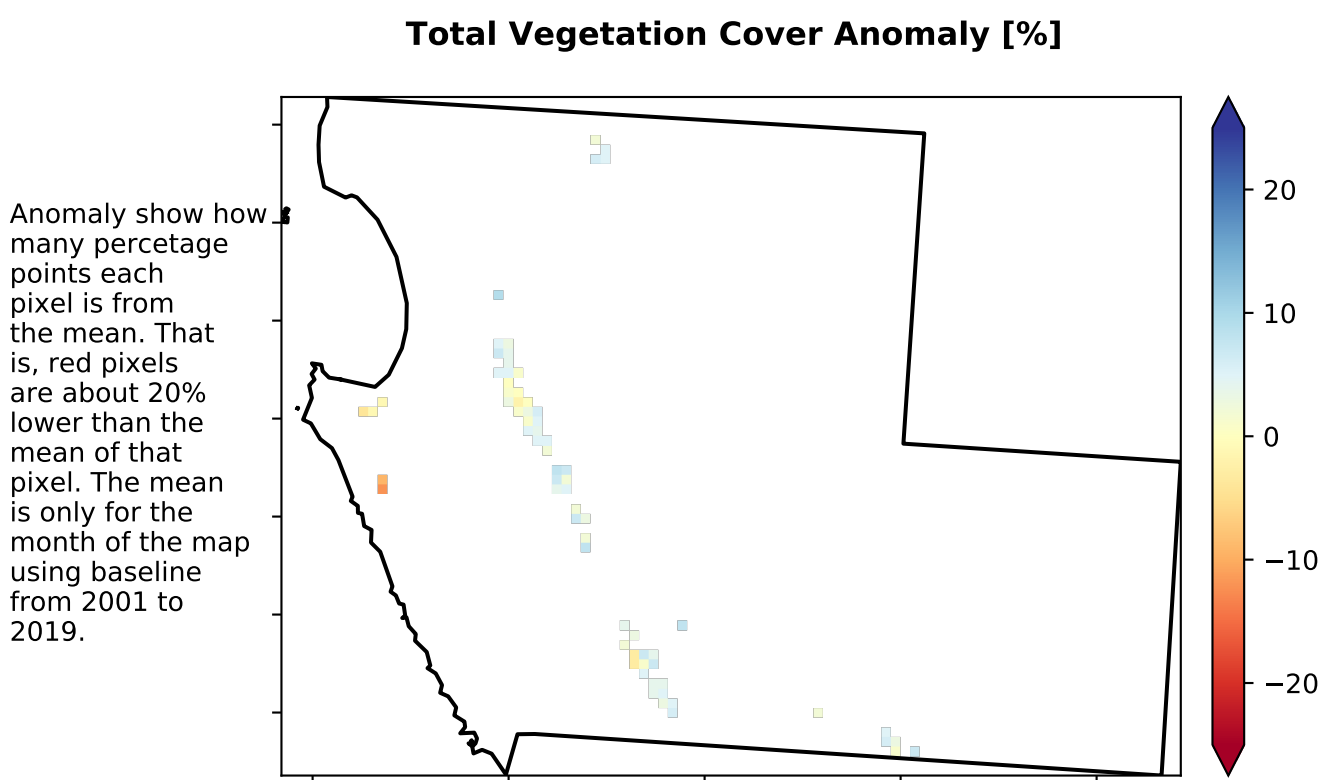 Total Vegetation Cover Anomaly [%]
Anomaly show how
many percetage
points each
pixel is from
the mean. That
is, red pixels
are about 20%
lower than the
mean of that
pixel. The mean
is only for the
month of the map
using baseline
from 2001 to
2019.
20
10
0
−10
−20